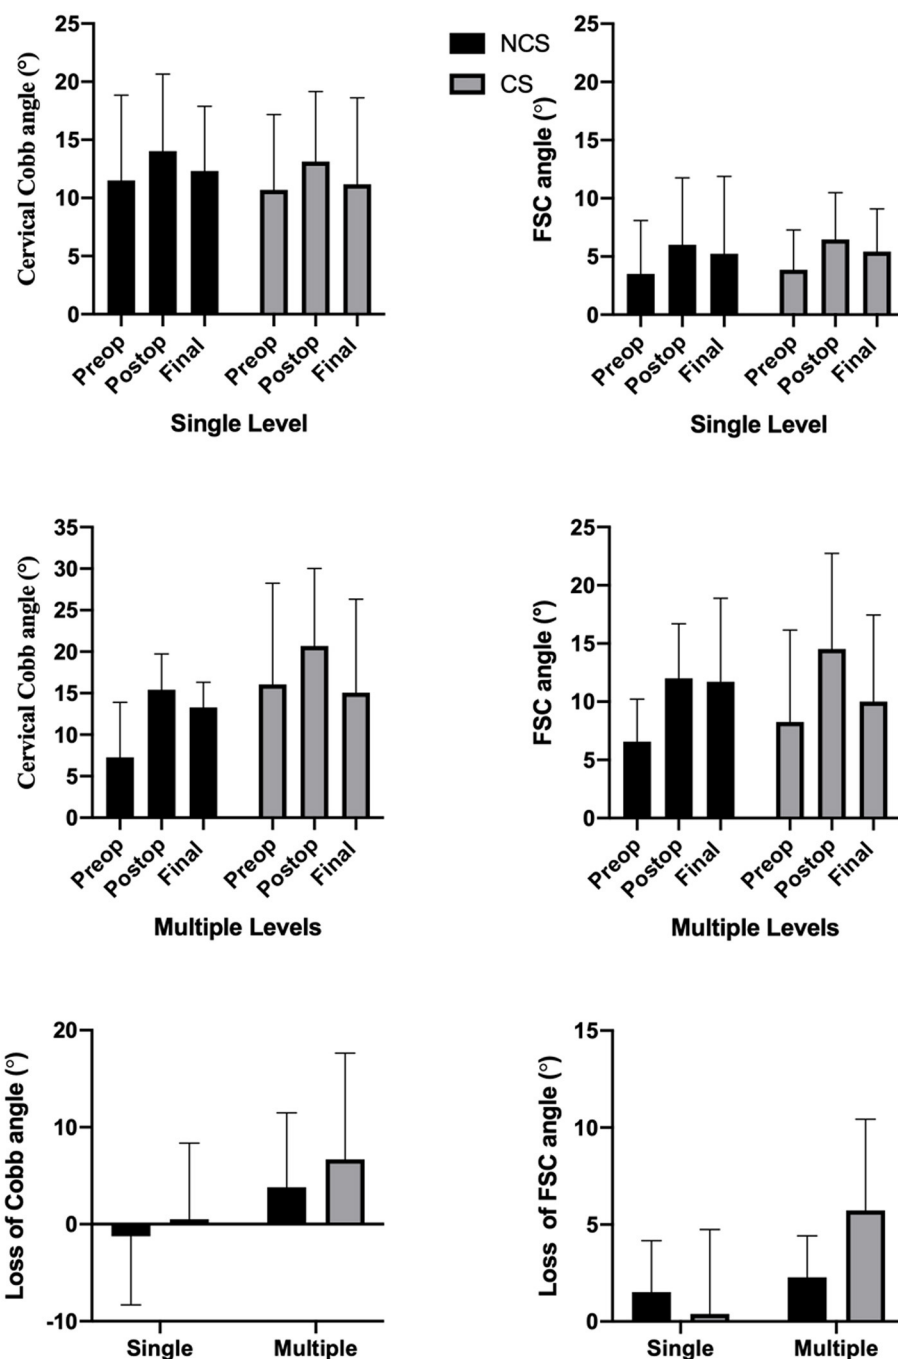 NCS
CS
Cervical Cobb angle (°)
25
20
15
10
5
0
Preop
Postop
Final
Preop
Postop
Final
Single Level
FSC angle (°)
25
20
15
10
5
0
Preop
Postop
Final
Preop
Postop
Final
Single Level
Cervical Cobb angle (°)
35
30
25
20
15
10
5
0
Preop
Postop
Final
Preop
Postop
Final
Multiple Levels
FSC angle (°)
25
20
15
10
5
0
Preop
Postop
Final
Preop
Postop
Final
Multiple Levels
Loss of Cobb angle (°)
20
10
0
-10
Single
Multiple
Loss of FSC angle (°)
15
10
5
0
Single
Multiple